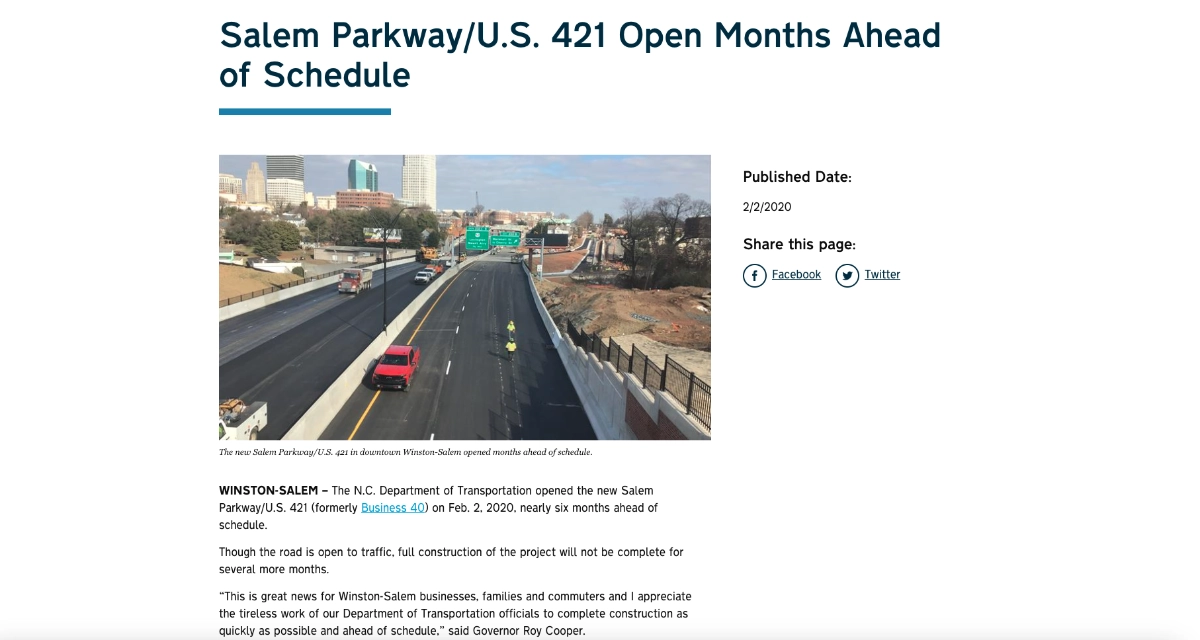 Salem Parkway/U.S. 421 Open Months Ahead
of Schedule
Published Date:
2/2/2020
Share this page:
Facebook
Twitter
The new Salem Parkway/U.S. 421 in downtown Winston-Salem opened months ahead of schedule.
WINSTON-SALEM – The N.C. Department of Transportation opened the new Salem
Parkway/U.S. 421 (formerly Business 40) on Feb. 2, 2020, nearly six months ahead of
schedule.
Though the road is open to traffic, full construction of the project will not be complete for
several more months.
“This is great news for Winston-Salem businesses, families and commuters and I appreciate
the tireless work of our Department of Transportation officials to complete construction as
quickly as possible and ahead of schedule,” said Governor Roy Cooper.